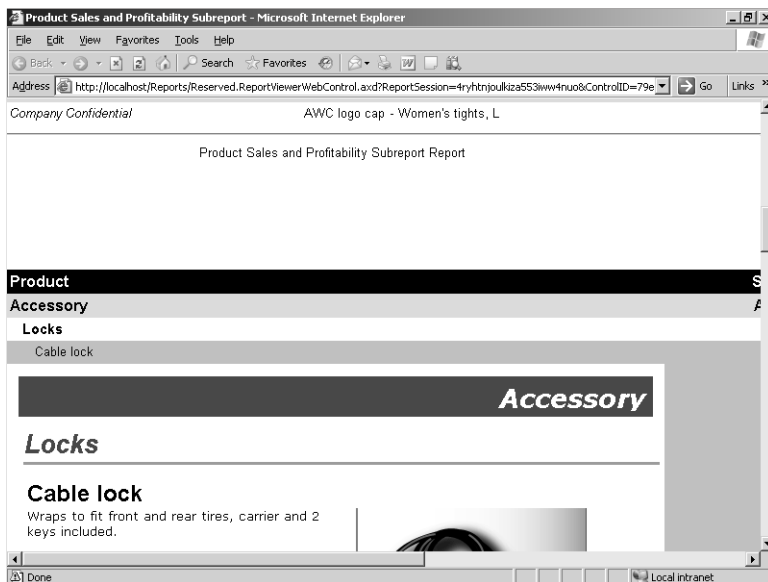 Product Sales and Profitability Subreport - Microsoft Internet Explorer
File Edit View Favorites Tools Help
Back Search Favorites
Address http://localhost/Reports/Reserved.ReportViewerWebControl.axd?ReportSession=4ryhtnjoulkiza553iww4nuo&ControlID=79e Go Links »
Company Confidential AWC logo cap - Women's tights, L
Product Sales and Profitability Subreport Report
Product S
Accessory A
Locks
Cable lock
Accessory
Locks
Cable lock
Wraps to fit front and rear tires, carrier and 2
keys included.
Done Local intranet